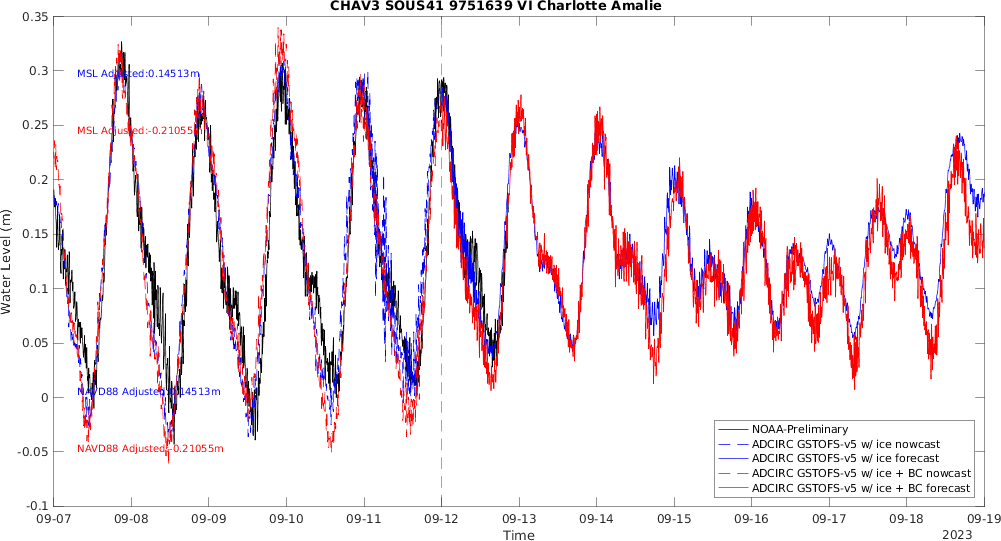 CHAV3 SOUS41 9751639 VI Charlotte Amalie
0.35
0.3
0.25
0.2
0.15
0.1
0.05
0
-0.05
-0.1
Water Level (m)
MSL Adjusted:0.14513m
MSL Adjusted:-0.21055m
NAVD88 Adjusted:0.14513m
NAVD88 Adjusted:-0.21055m
NOAA-Preliminary
ADCIRC GSTOFS-v5 w/ ice nowcast
ADCIRC GSTOFS-v5 w/ ice forecast
ADCIRC GSTOFS-v5 w/ ice + BC nowcast
ADCIRC GSTOFS-v5 w/ ice + BC forecast
09-07 09-08 09-09 09-10 09-11 09-12 09-13 09-14 09-15 09-16 09-17 09-18 09-19
Time
2023